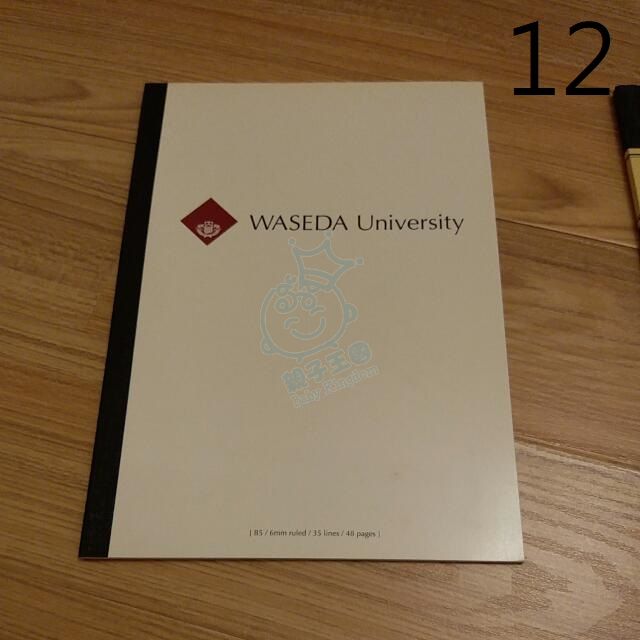 12
WASEDA University
親子王國
Baby Kingdom
[ B5 / 6mm ruled / 35 lines / 48 pages ]